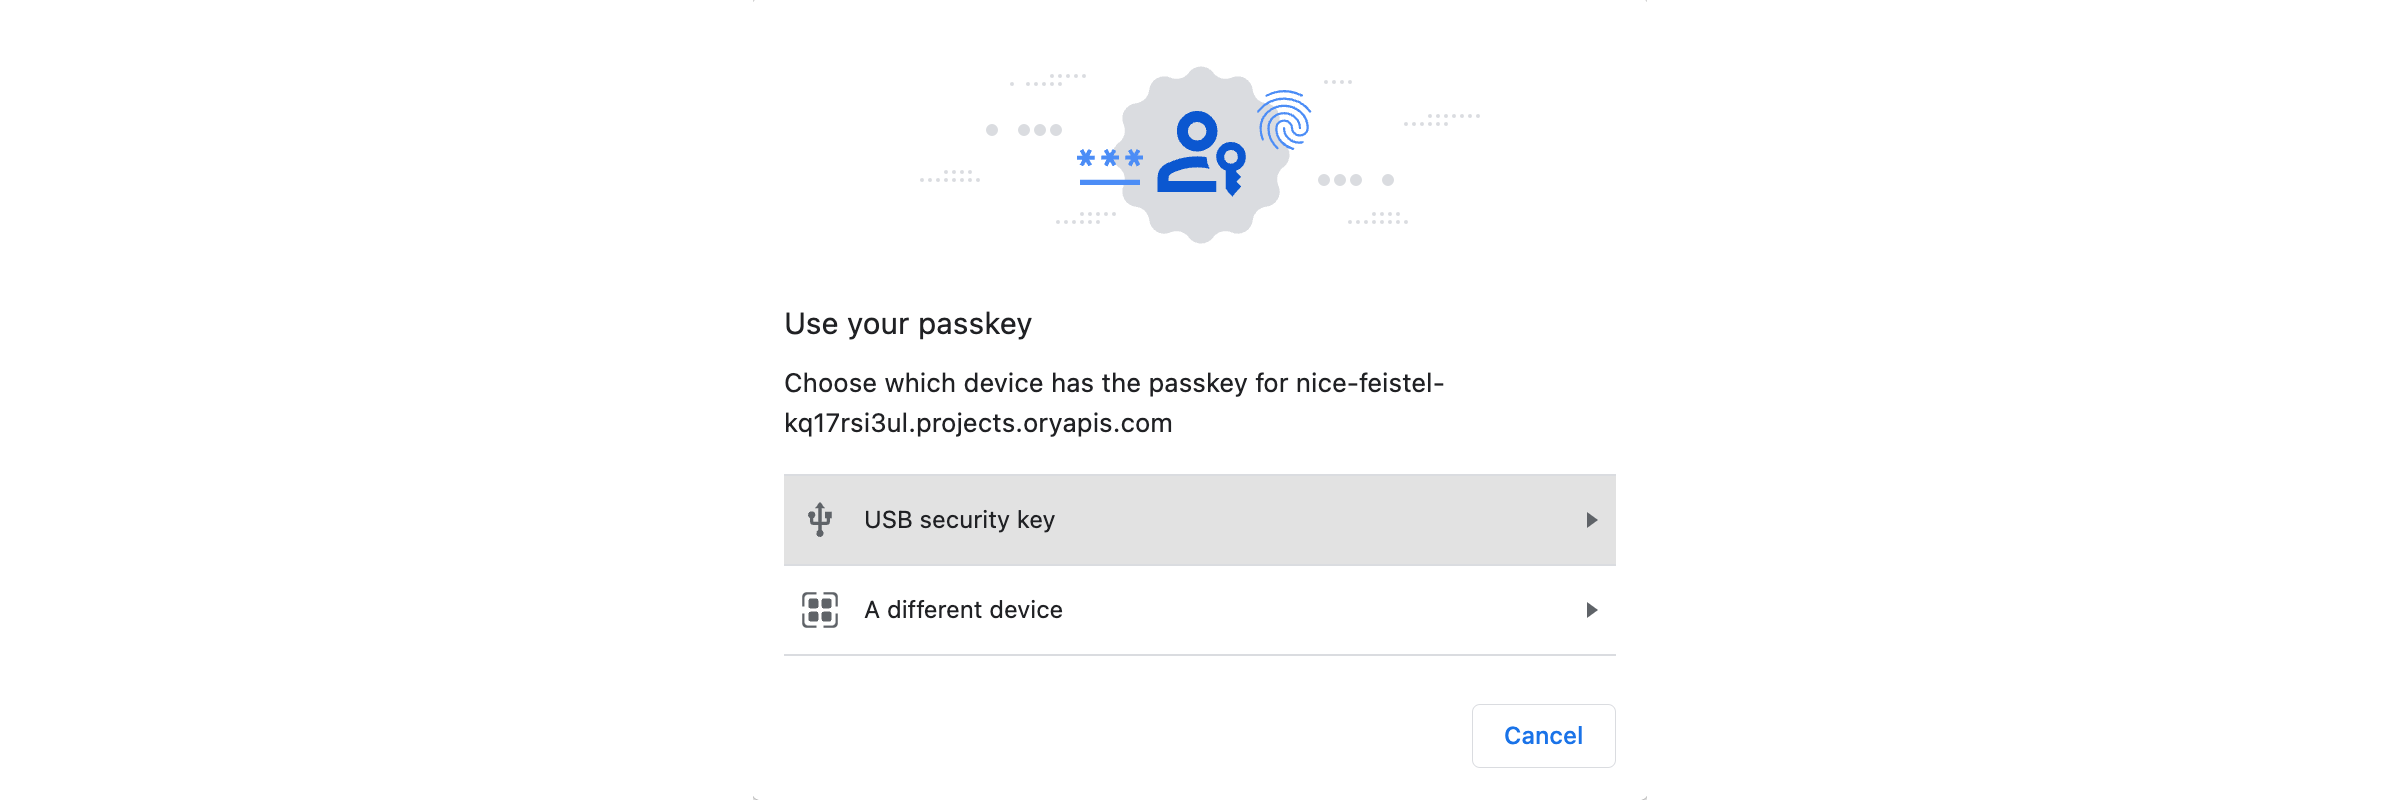 ***
Use your passkey
Choose which device has the passkey for nice-feistel-
kq17rsi3ul.projects.oryapis.com
USB security key
A different device
Cancel